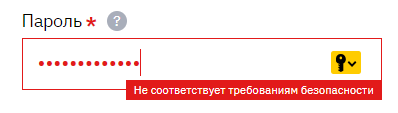 Пароль * ?
•••••••••••••
Не соответствует требованиям безопасности